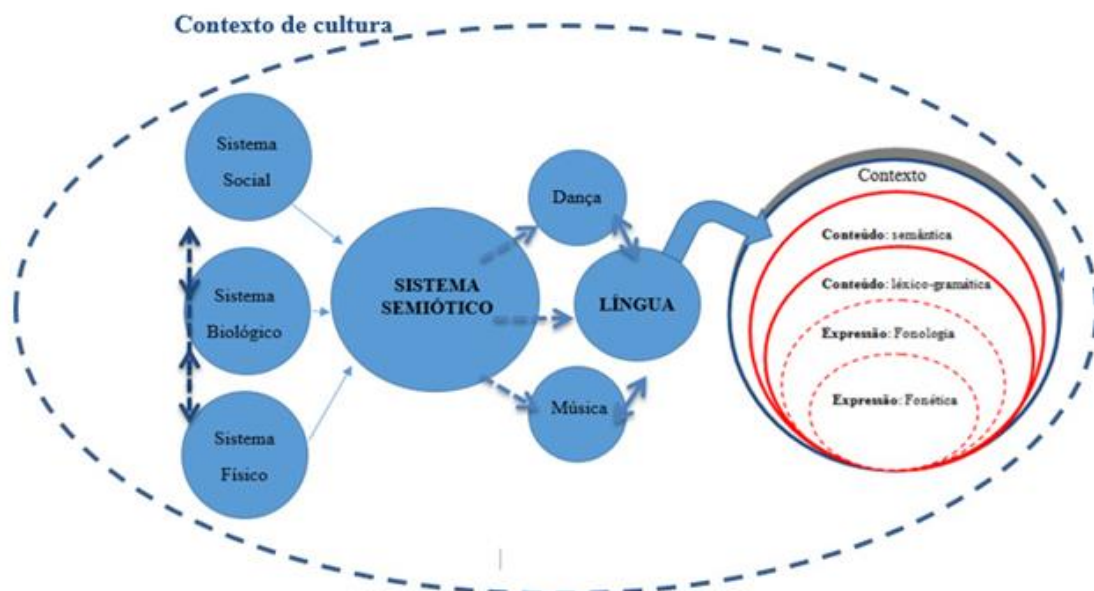 Contexto de cultura
Sistema
Social
Sistema
Biológico
Sistema
Físico
SISTEMA
SEMIÓTICO
Dança
LÍNGUA
Música
Contexto
Conteúdo: semântica
Conteúdo: léxico-gramática
Expressão: Fonologia
Expressão: Fonética